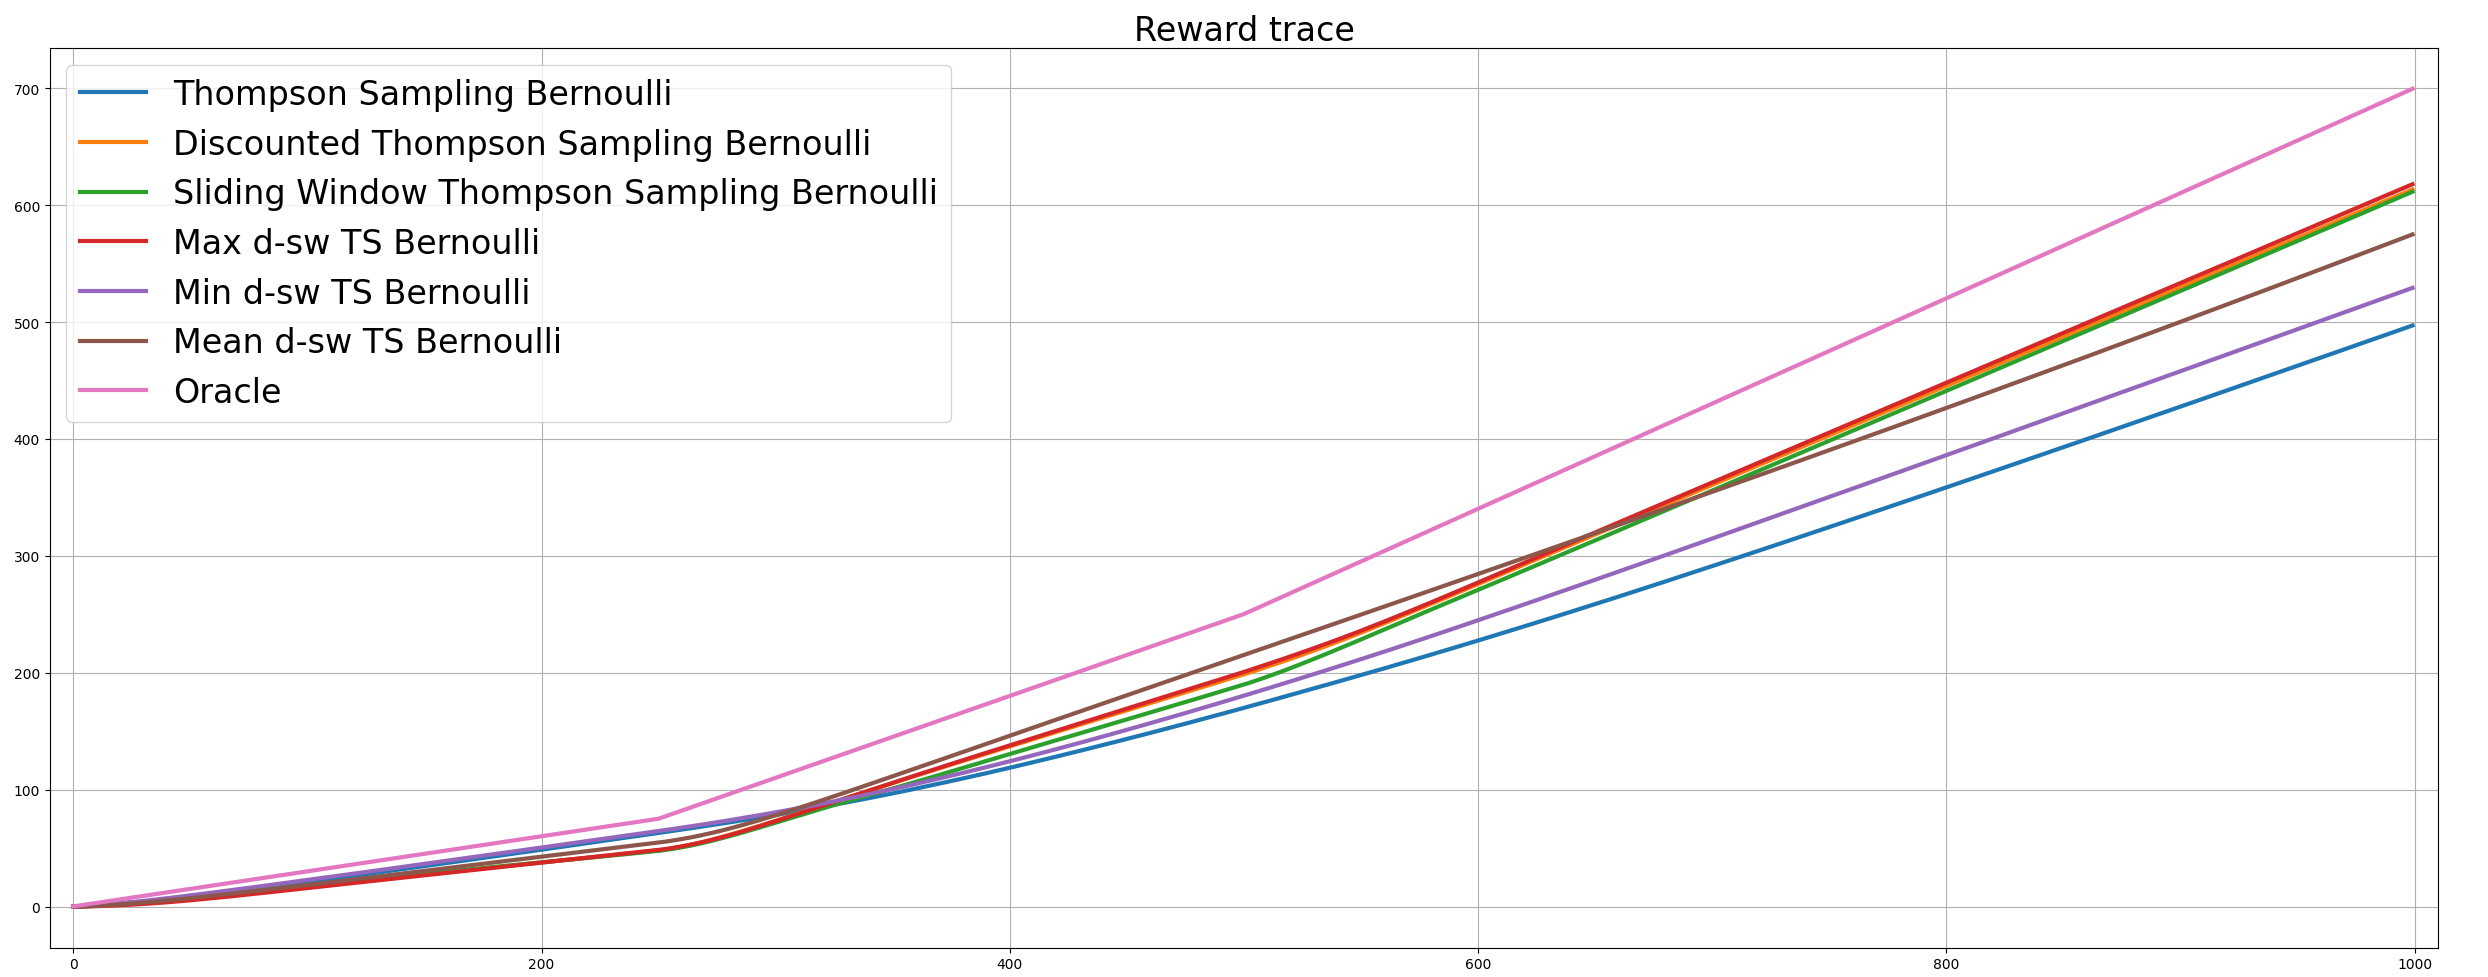 Reward trace
Thompson Sampling Bernoulli
Discounted Thompson Sampling Bernoulli
Sliding Window Thompson Sampling Bernoulli
Max d-sw TS Bernoulli
Min d-sw TS Bernoulli
Mean d-sw TS Bernoulli
Oracle
700
600
500
400
300
200
100
0
0 200 400 600 800 1000